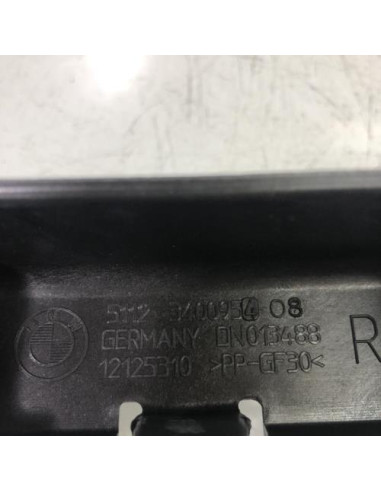 5112 3400954 08
GERMANY DN013488
12125310 >PP-GF30<
R